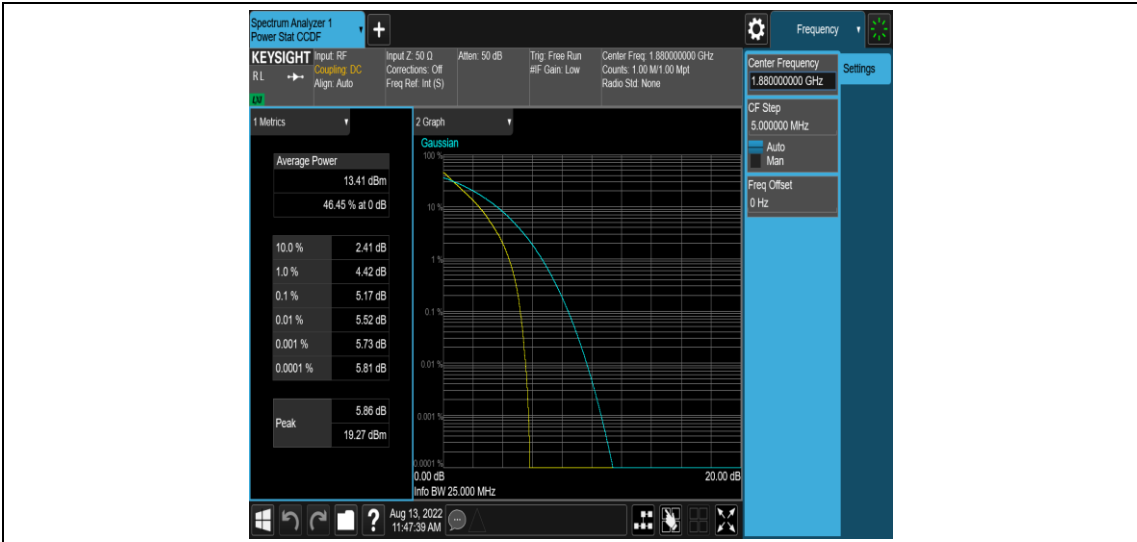 Spectrum Analyzer 1
Power Stat CCDF
+
Frequency
KEYSIGHT
RL
LXI
Input: RF
Coupling: DC
Align: Auto
Input Z: 50 Ω
Corrections: Off
Freq Ref: Int (S)
Atten: 50 dB
Trig: Free Run
#IF Gain: Low
Center Freq: 1.880000000 GHz
Counts: 1.00 M/1.00 Mpt
Radio Std: None
Center Frequency
1.880000000 GHz
Settings
CF Step
5.000000 MHz
Auto
Man
Freq Offset
0 Hz
1 Metrics
Average Power
13.41 dBm
46.45 % at 0 dB
10.0 % 2.41 dB
1.0 % 4.42 dB
0.1 % 5.17 dB
0.01 % 5.52 dB
0.001 % 5.73 dB
0.0001 % 5.81 dB
Peak 5.86 dB
19.27 dBm
2 Graph
Gaussian
100 %
10 %
1 %
0.1 %
0.01 %
0.001 %
0.0001 %
0.00 dB 20.00 dB
Info BW 25.000 MHz
?
Aug 13, 2022
11:47:39 AM